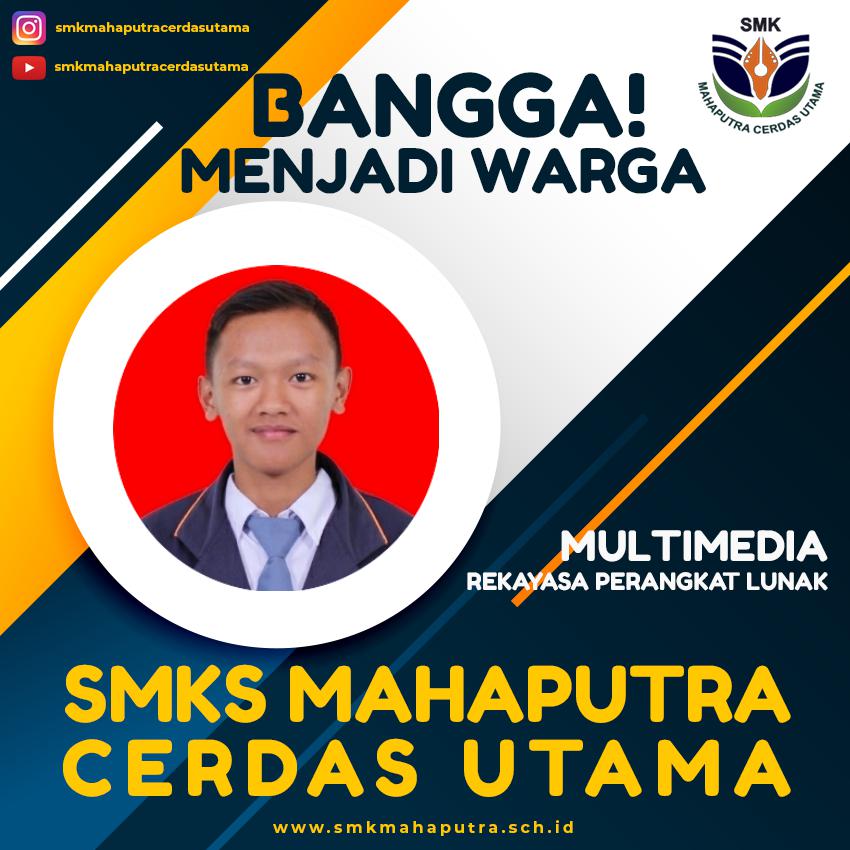 smkmahaputracerdasutama
smkmahaputracerdasutama
SMK
MAHAPUTRA CERDAS UTAMA
BANGGA!
MENJADI WARGA
MULTIMEDIA
REKAYASA PERANGKAT LUNAK
SMKS MAHAPUTRA
CERDAS UTAMA
www.smkmahaputra.sch.id